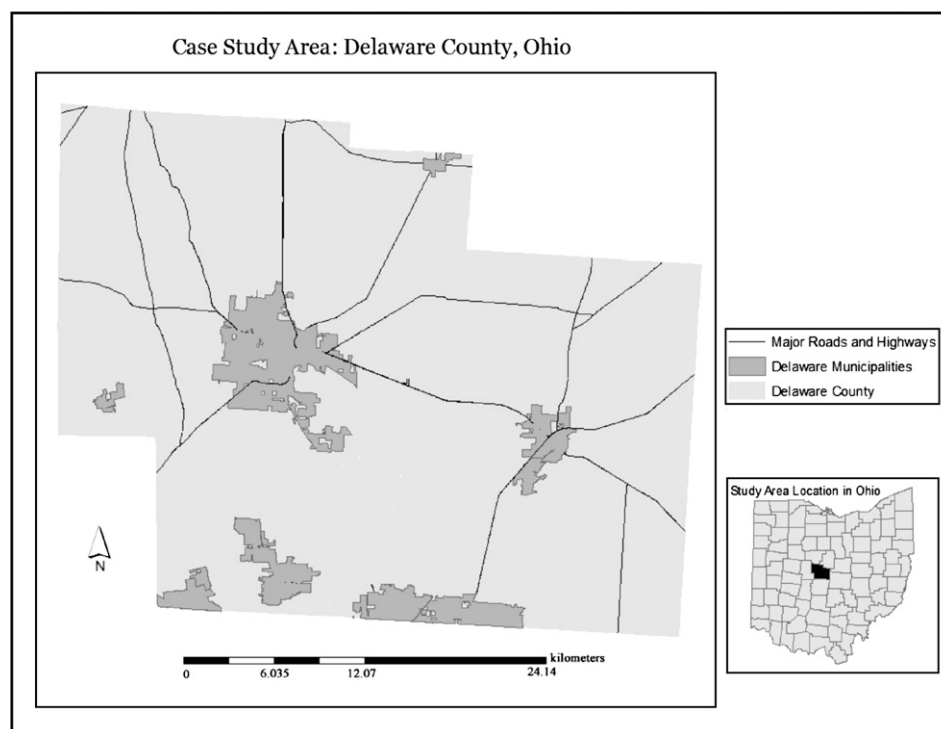 Case Study Area: Delaware County, Ohio
Major Roads and Highways
Delaware Municipalities
Delaware County
Study Area Location in Ohio
N
kilometers
0 6.035 12.07 24.14